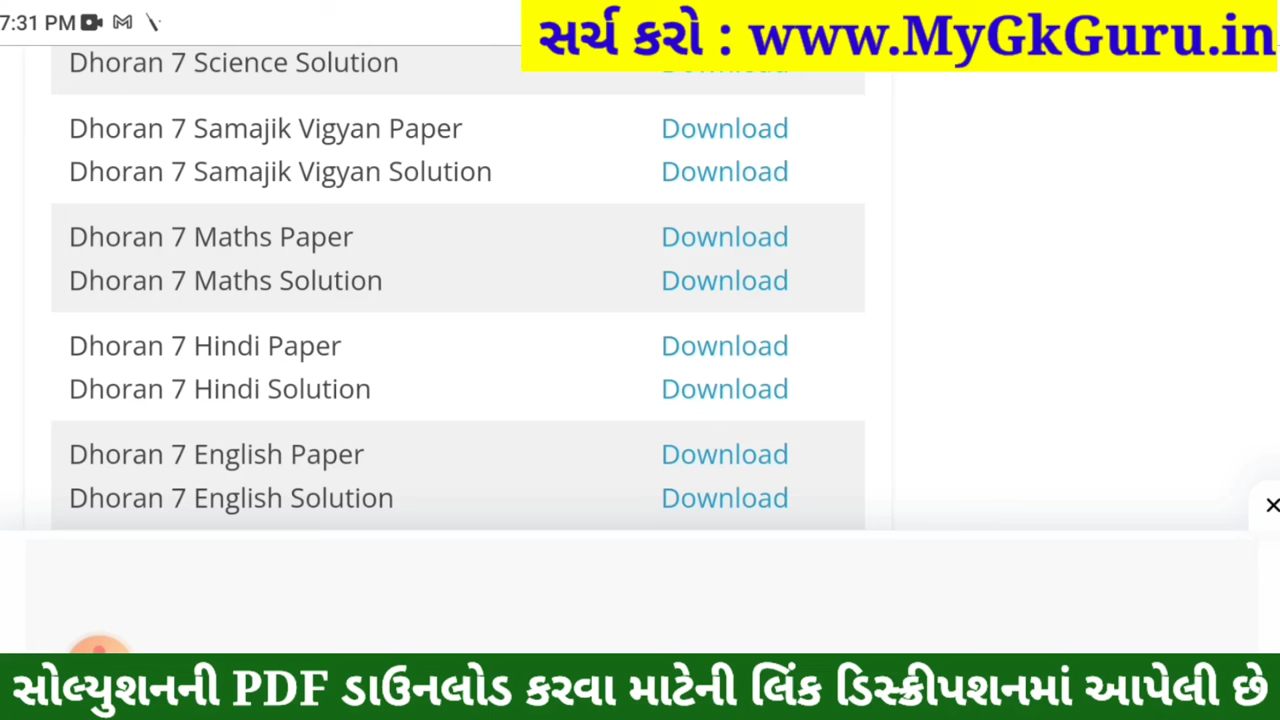 7:31 PM
સર્ચ કરો : www.MyGkGuru.in
Dhoran 7 Science Solution Download
Dhoran 7 Samajik Vigyan Paper Download
Dhoran 7 Samajik Vigyan Solution Download
Dhoran 7 Maths Paper Download
Dhoran 7 Maths Solution Download
Dhoran 7 Hindi Paper Download
Dhoran 7 Hindi Solution Download
Dhoran 7 English Paper Download
Dhoran 7 English Solution Download
સોલ્યુશનની PDF ડાઉનલોડ કરવા માટેની લિંક ડિસ્ક્રીપશનમાં આપેલી છે